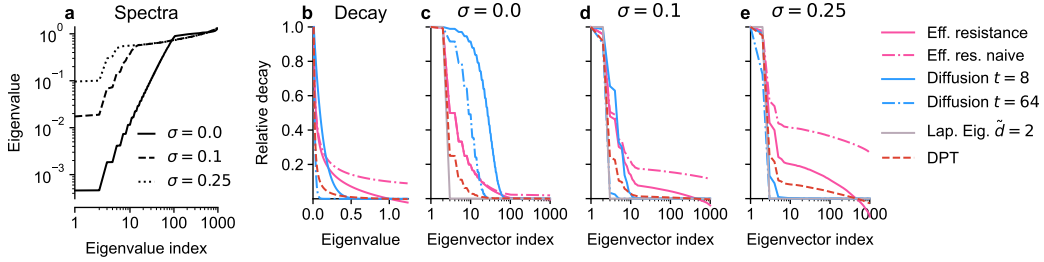 a Spectra
10⁰
10⁻¹
10⁻²
10⁻³
Eigenvalue
σ = 0.0
σ = 0.1
σ = 0.25
1 10 100 1000
Eigenvalue index
b Decay
1.0
0.8
0.6
0.4
0.2
Relative decay
0.0 0.5 1.0
Eigenvalue
c σ = 0.0
1 10 100 1000
Eigenvector index
d σ = 0.1
1 10 100 1000
Eigenvector index
e σ = 0.25
1 10 100 1000
Eigenvector index
Eff. resistance
Eff. res. naive
Diffusion t = 8
Diffusion t = 64
Lap. Eig. d̃ = 2
DPT